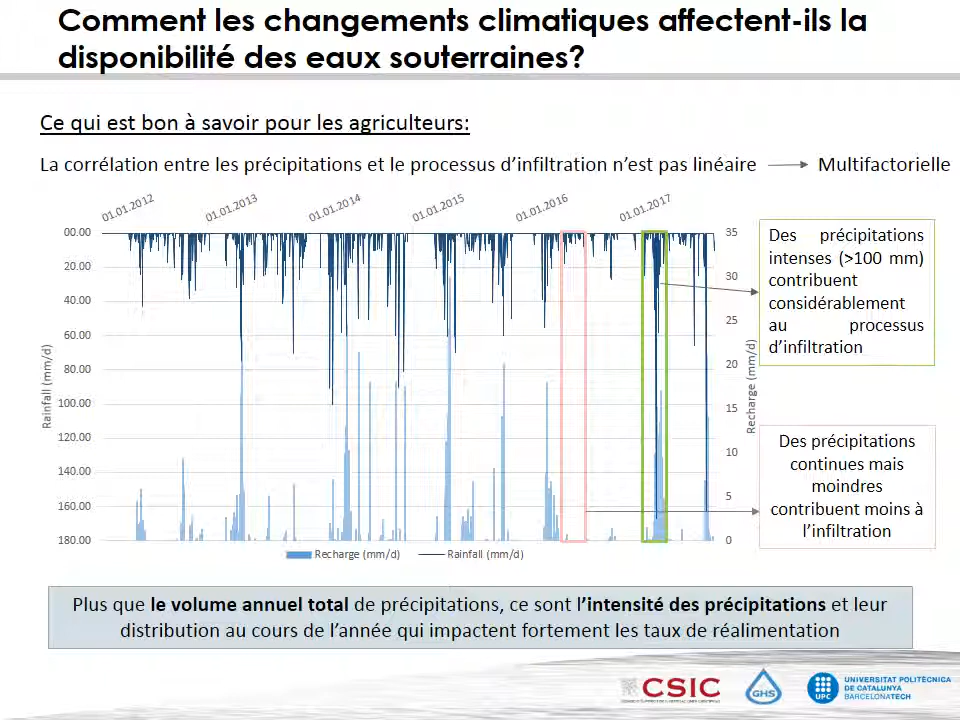 Comment les changements climatiques affectent-ils la
disponibilité des eaux souterraines?
Ce qui est bon à savoir pour les agriculteurs:
La corrélation entre les précipitations et le processus d’infiltration n’est pas linéaire
Multifactorielle
01.01.2012
01.01.2013
01.01.2014
01.01.2015
01.01.2016
01.01.2017
00.00
20.00
40.00
60.00
80.00
100.00
120.00
140.00
160.00
180.00
Rainfall (mm/d)
35
30
25
20
15
10
5
0
Recharge (mm/d)
Recharge (mm/d)
Rainfall (mm/d)
Des précipitations
intenses (>100 mm)
contribuent
considérablement
au processus
d’infiltration
Des précipitations
continues mais
moindres
contribuent moins à
l’infiltration
Plus que le volume annuel total de précipitations, ce sont l’intensité des précipitations et leur
distribution au cours de l’année qui impactent fortement les taux de réalimentation
CSIC
GHS
UPC
UNIVERSITAT POLITÈCNICA
DE CATALUNYA
BARCELONATECH